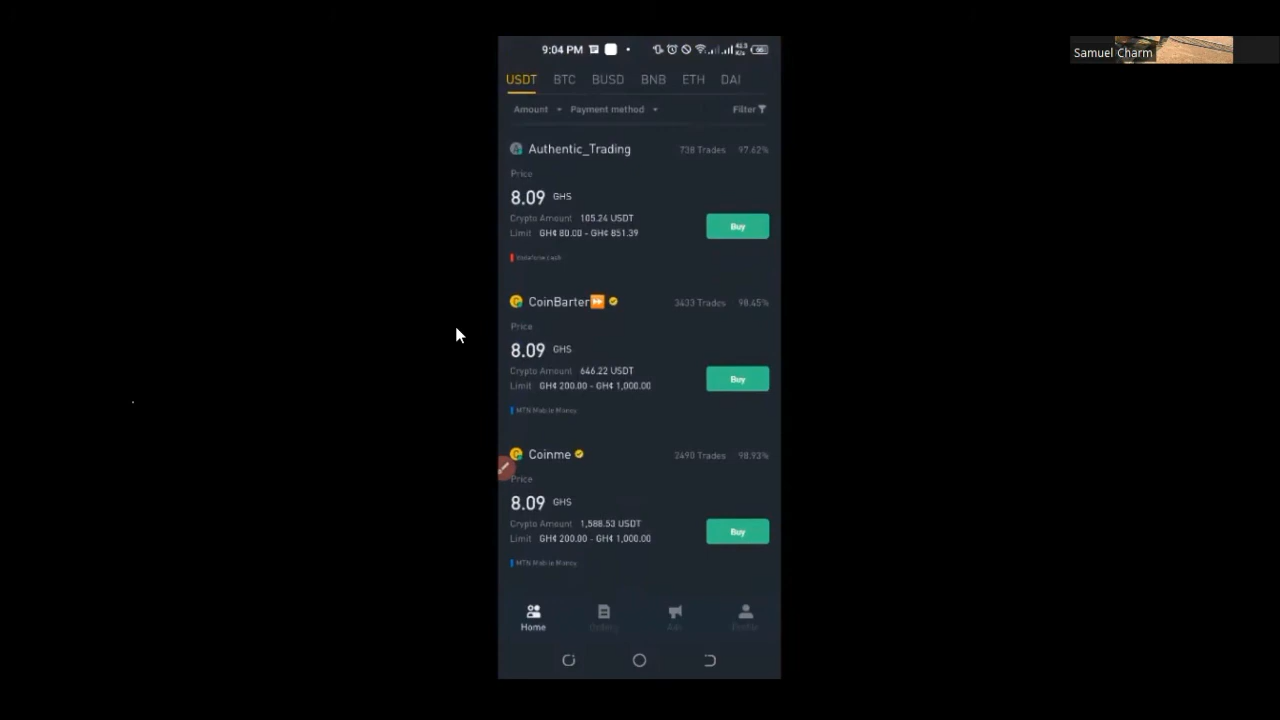 Samuel Charm
9:04 PM
USDT BTC BUSD BNB ETH DAI
Amount Payment method Filter
Authentic_Trading 738 Trades 97.62%
Price
8.09 GHS
Crypto Amount 105.24 USDT
Limit GH¢ 80.00 - GH¢ 851.39
Buy
Vodafone Cash
CoinBarter 3433 Trades 98.45%
Price
8.09 GHS
Crypto Amount 646.22 USDT
Limit GH¢ 200.00 - GH¢ 1,000.00
Buy
MTN Mobile Money
Coinme 2490 Trades 98.93%
Price
8.09 GHS
Crypto Amount 1,588.53 USDT
Limit GH¢ 200.00 - GH¢ 1,000.00
Buy
MTN Mobile Money
Home Orders Ads Profile